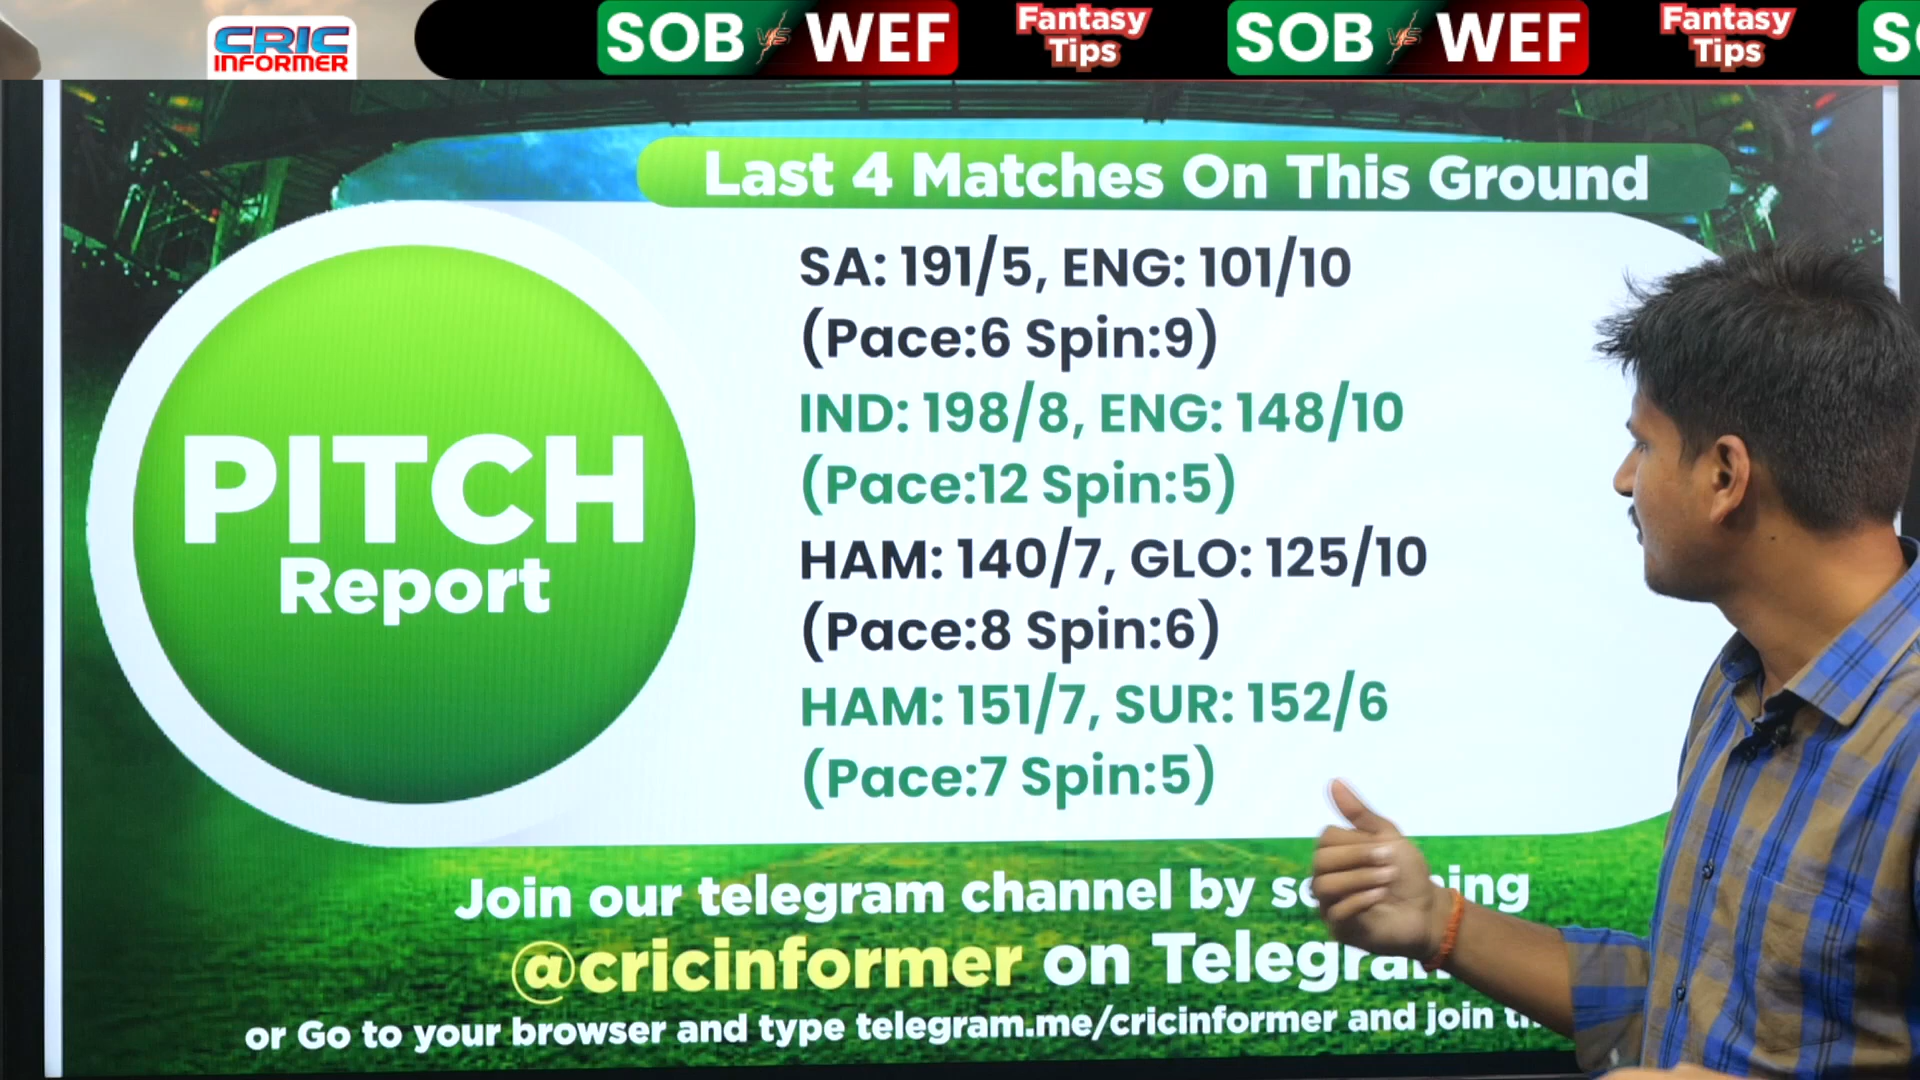 CRIC
INFORMER
SOB VS WEF
Fantasy
Tips
SOB VS WEF
Fantasy
Tips
Last 4 Matches On This Ground
PITCH
Report
SA: 191/5, ENG: 101/10
(Pace:6 Spin:9)
IND: 198/8, ENG: 148/10
(Pace:12 Spin:5)
HAM: 140/7, GLO: 125/10
(Pace:8 Spin:6)
HAM: 151/7, SUR: 152/6
(Pace:7 Spin:5)
Join our telegram channel by
@cricinformer on
or Go to your browser and type telegram.me/cricinformer and join